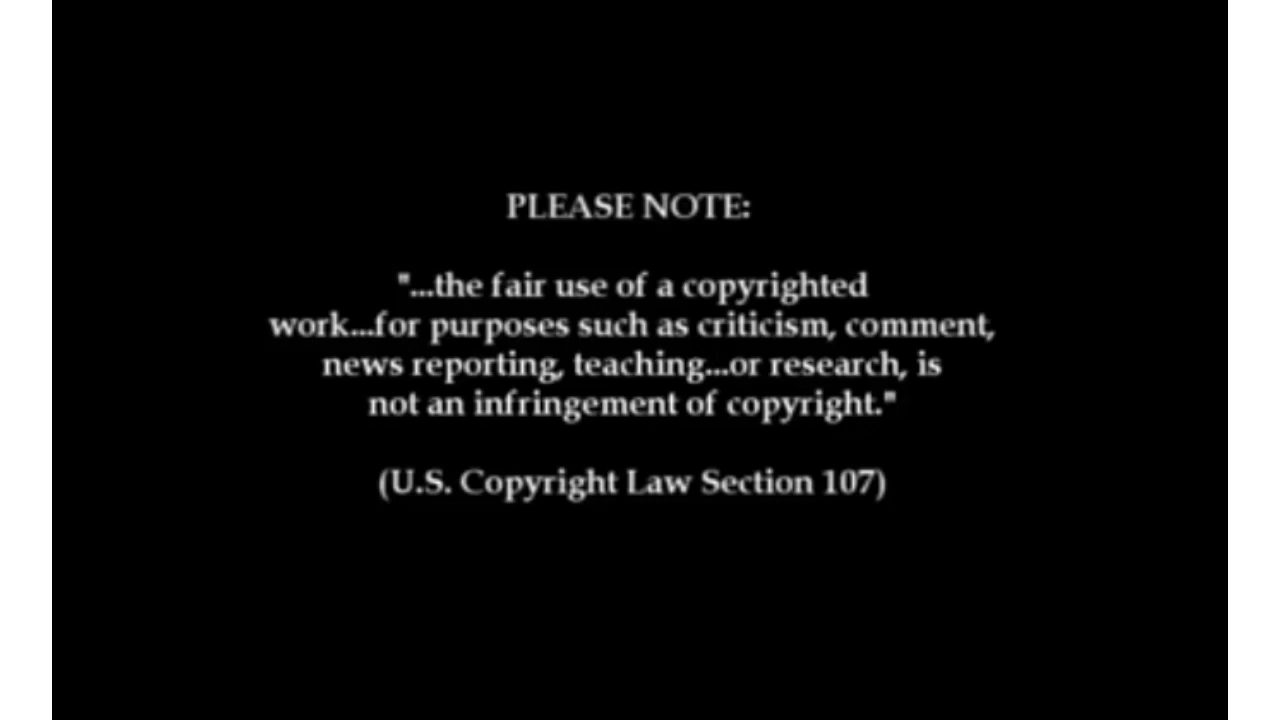 PLEASE NOTE:
"...the fair use of a copyrighted
work...for purposes such as criticism, comment,
news reporting, teaching...or research, is
not an infringement of copyright."
(U.S. Copyright Law Section 107)